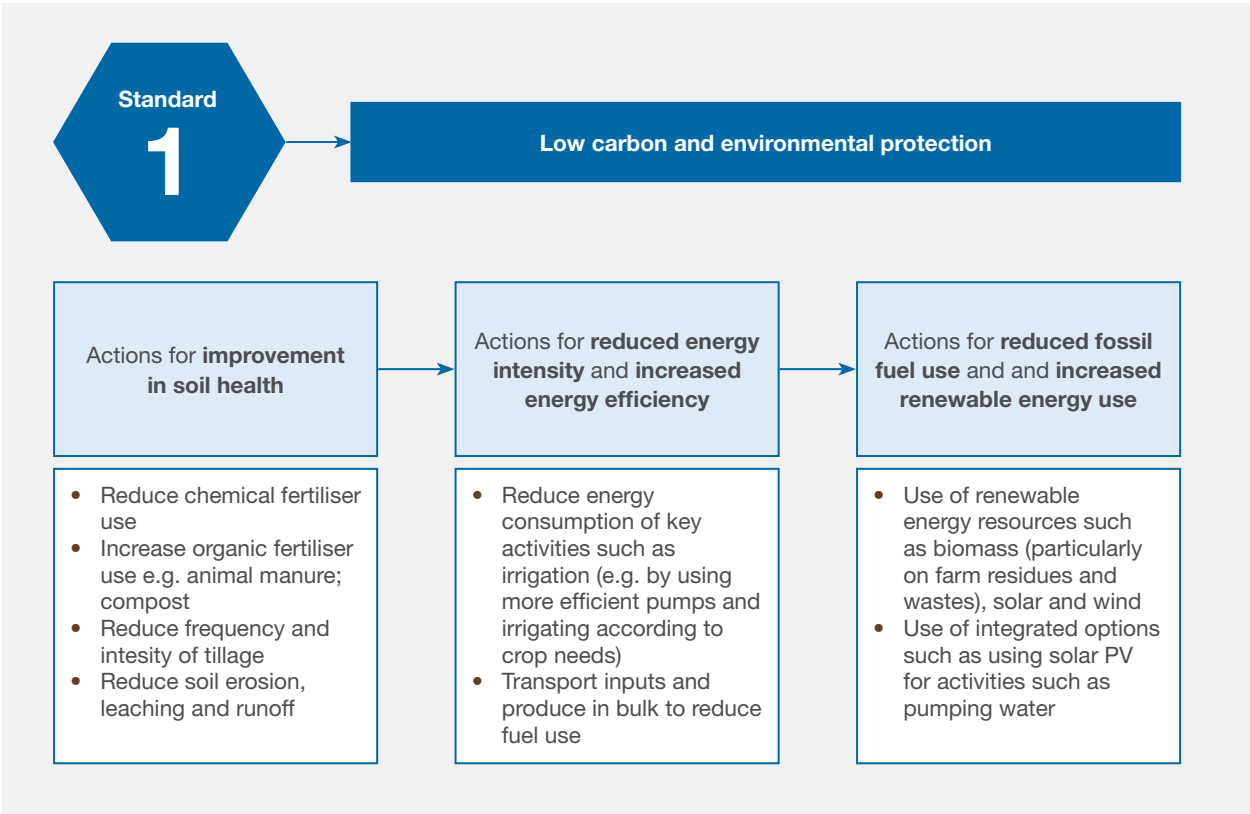 Standard
1
Low carbon and environmental protection
Actions for improvement
in soil health
Actions for reduced energy
intensity and increased
energy efficiency
Actions for reduced fossil
fuel use and and increased
renewable energy use
• Reduce chemical fertiliser
use
• Increase organic fertiliser
use e.g. animal manure;
compost
• Reduce frequency and
intesity of tillage
• Reduce soil erosion,
leaching and runoff
• Reduce energy
consumption of key
activities such as
irrigation (e.g. by using
more efficient pumps and
irrigating according to
crop needs)
• Transport inputs and
produce in bulk to reduce
fuel use
• Use of renewable
energy resources such
as biomass (particularly
on farm residues and
wastes), solar and wind
• Use of integrated options
such as using solar PV
for activities such as
pumping water